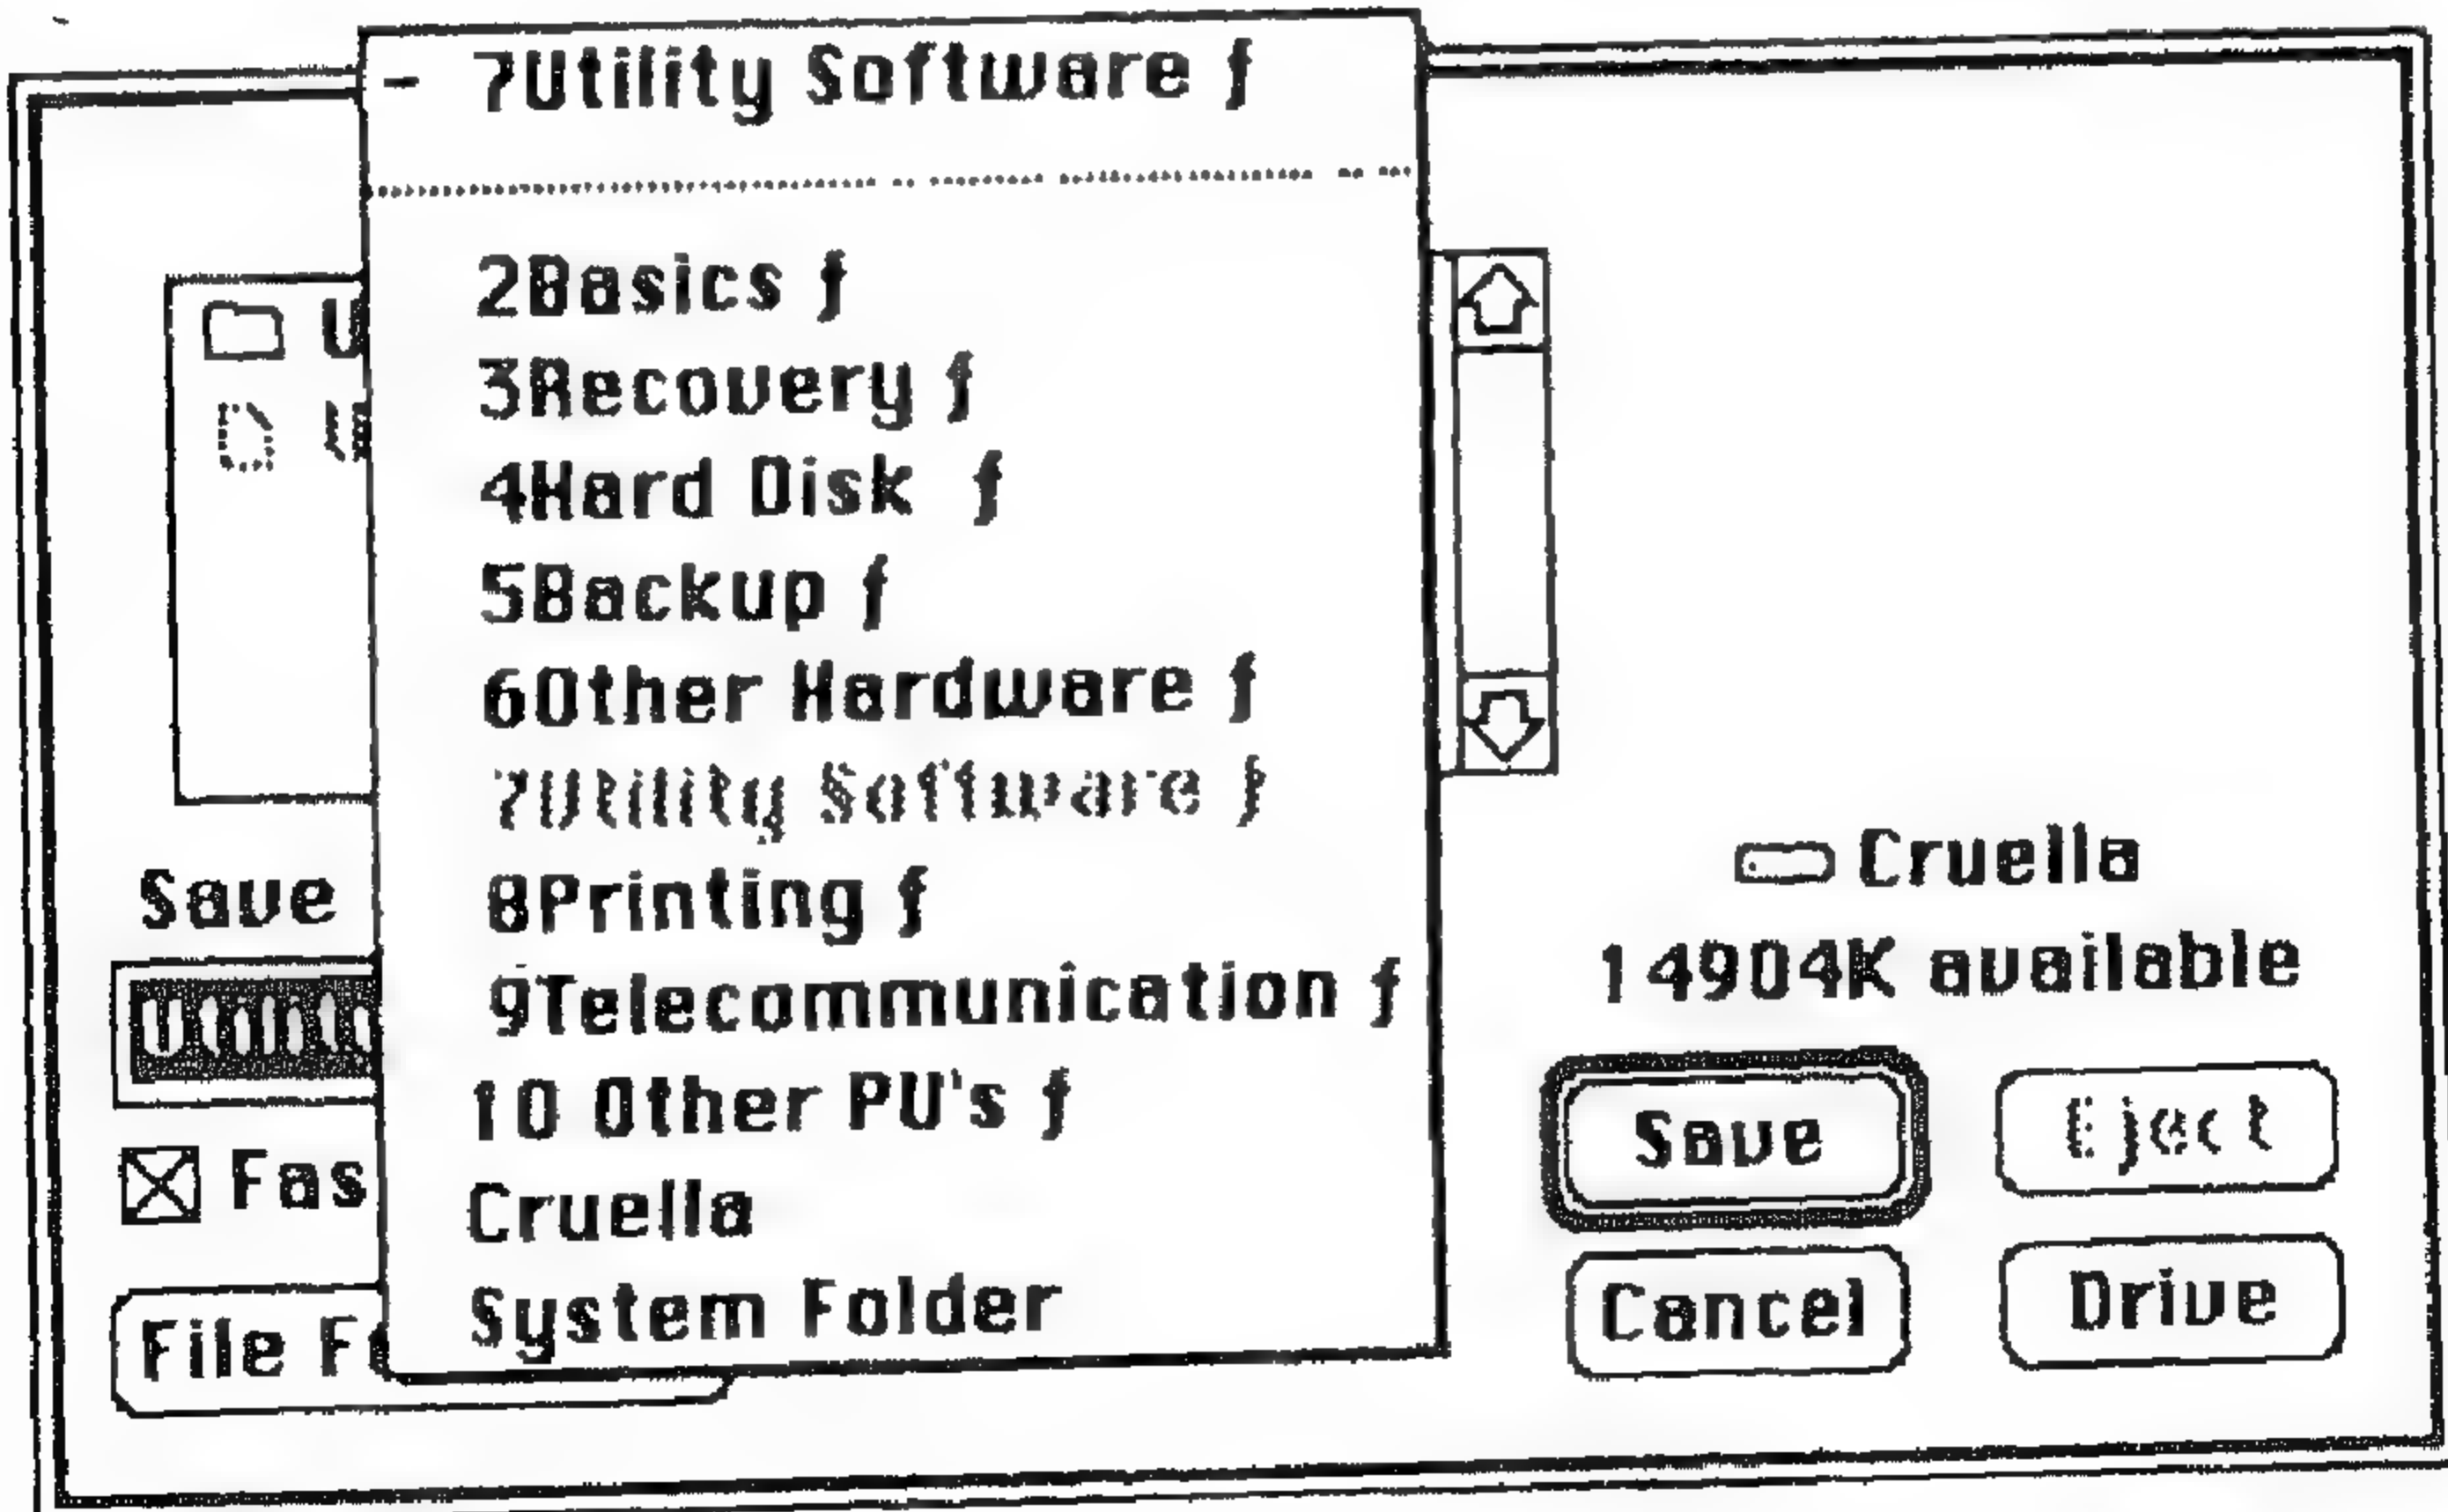 - 7Utility Software ƒ
2Basics ƒ
3Recovery ƒ
4Hard Disk ƒ
5Backup ƒ
6Other Hardware ƒ
7Utility Software ƒ
8Printing ƒ
9Telecommunication ƒ
10 Other PU's ƒ
Cruella
System Folder
U
Save
Fas
File Fo
Cruella
14904K available
Save
Eject
Cancel
Drive